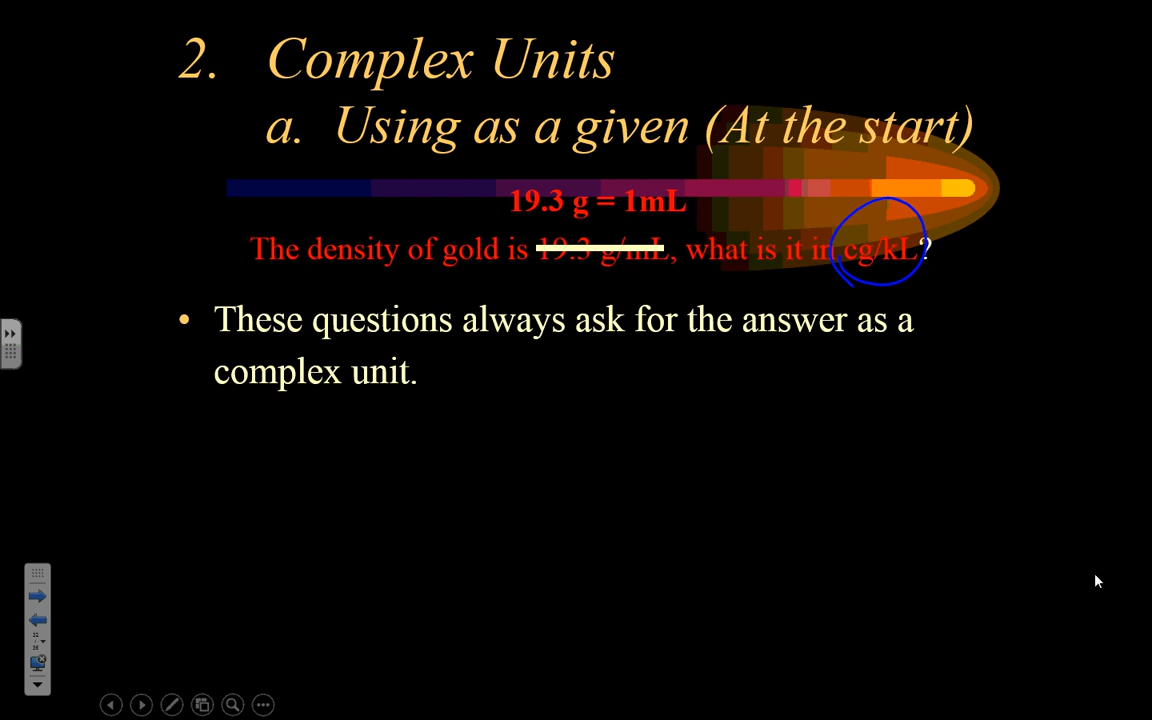 2. Complex Units
a. Using as a given (At the start)
19.3 g = 1mL
The density of gold is 19.3 g/mL, what is it in cg/kL?
• These questions always ask for the answer as a
complex unit.